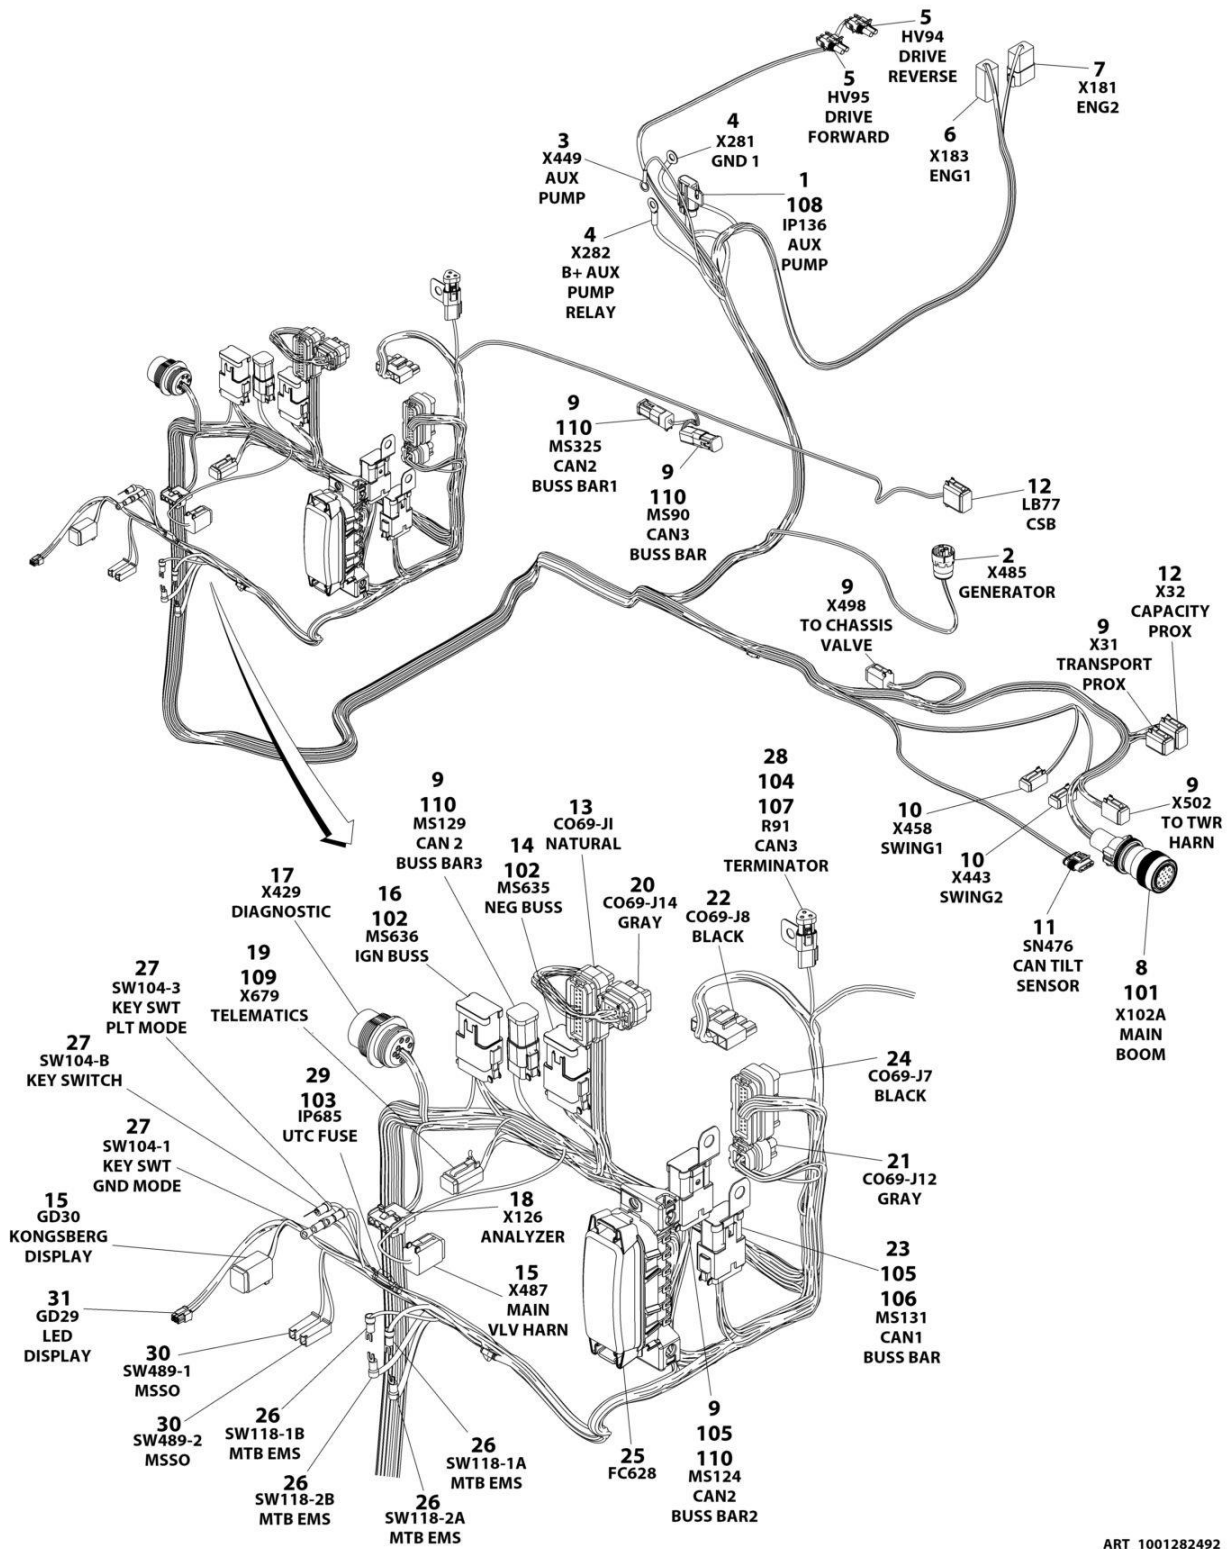 5
HV94
DRIVE
REVERSE
5
HV95
DRIVE
FORWARD
7
X181
ENG2
6
X183
ENG1
4
X281
GND 1
3
X449
AUX
PUMP
1
108
IP136
AUX
PUMP
4
X282
B+ AUX
PUMP
RELAY
9
110
MS325
CAN2
BUSS BAR1
9
110
MS90
CAN3
BUSS BAR
12
LB77
CSB
2
X485
GENERATOR
9
X498
TO CHASSIS
VALVE
12
X32
CAPACITY
PROX
9
X31
TRANSPORT
PROX
10
X458
SWING1
10
X443
SWING2
9
X502
TO TWR
HARN
11
SN476
CAN TILT
SENSOR
8
101
X102A
MAIN
BOOM
28
104
107
R91
CAN3
TERMINATOR
9
110
MS129
CAN 2
BUSS BAR3
13
CO69-JI
NATURAL
14
102
MS635
NEG BUSS
20
CO69-J14
GRAY
22
CO69-J8
BLACK
17
X429
DIAGNOSTIC
16
102
MS636
IGN BUSS
19
109
X679
TELEMATICS
27
SW104-3
KEY SWT
PLT MODE
27
SW104-B
KEY SWITCH
29
103
IP685
UTC FUSE
27
SW104-1
KEY SWT
GND MODE
15
GD30
KONGSBERG
DISPLAY
31
GD29
LED
DISPLAY
30
SW489-1
MSSO
30
SW489-2
MSSO
26
SW118-1B
MTB EMS
26
SW118-2B
MTB EMS
26
SW118-1A
MTB EMS
26
SW118-2A
MTB EMS
18
X126
ANALYZER
15
X487
MAIN
VLV HARN
24
CO69-J7
BLACK
21
CO69-J12
GRAY
23
105
106
MS131
CAN1
BUSS BAR
9
105
110
MS124
CAN2
BUSS BAR2
25
FC628
ART_1001282492